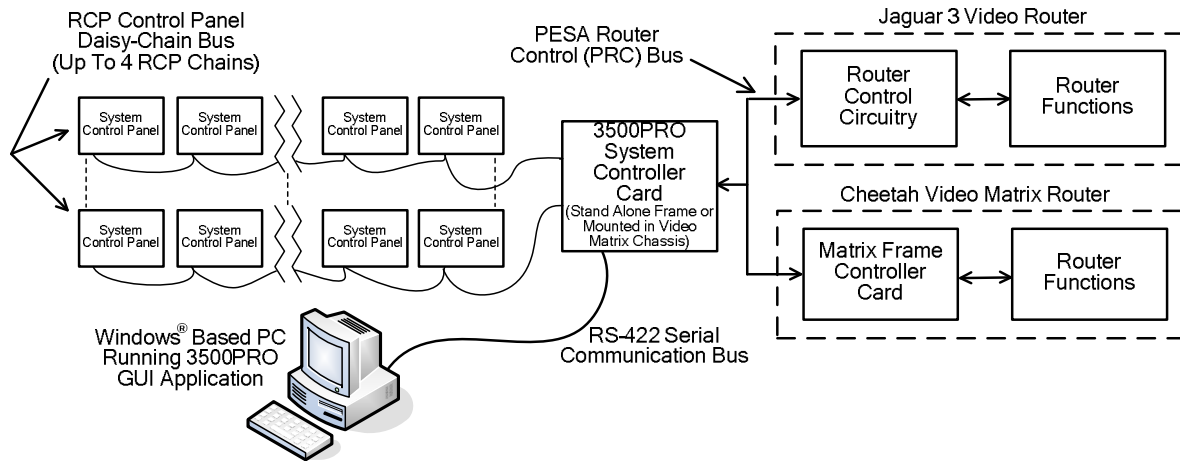 RCP Control Panel
Daisy-Chain Bus
(Up To 4 RCP Chains)
System
Control Panel
System
Control Panel
System
Control Panel
System
Control Panel
System
Control Panel
System
Control Panel
System
Control Panel
System
Control Panel
Windows® Based PC
Running 3500PRO
GUI Application
RS-422 Serial
Communication Bus
3500PRO
System
Controller
Card
(Stand Alone Frame or
Mounted in Video
Matrix Chassis)
PESA Router
Control (PRC) Bus
Jaguar 3 Video Router
Router
Control
Circuitry
Router
Functions
Cheetah Video Matrix Router
Matrix Frame
Controller
Card
Router
Functions